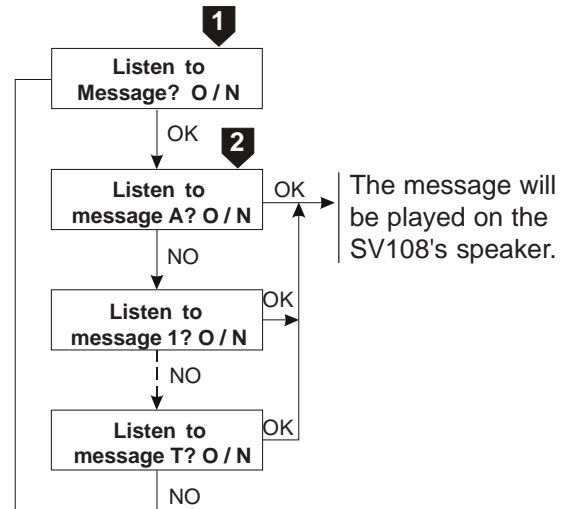 1
Listen to
Message? O / N
OK
2
Listen to
message A? O / N
OK
The message will
be played on the
SV108's speaker.
NO
Listen to
message 1? O / N
OK
NO
Listen to
message T? O / N
OK
NO